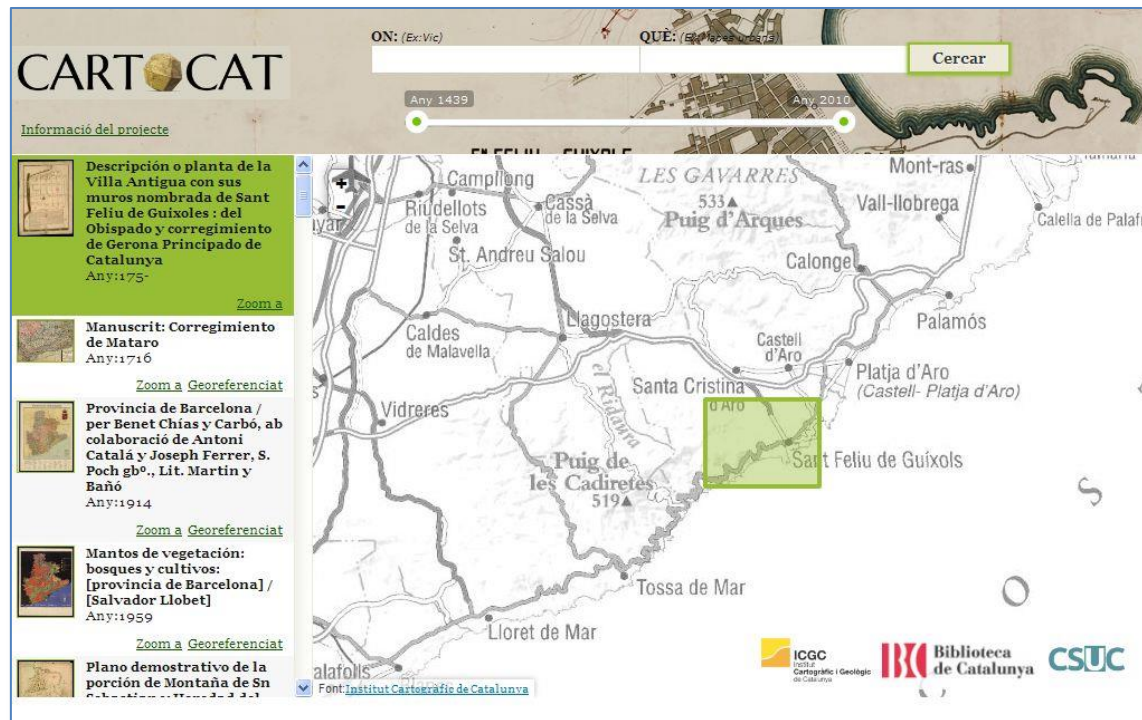 CARTOCAT
ON: (Ex:Vic)
QUÈ: (Ex:Mapes urbans)
Cercar
Any 1439
Any 2010
Informació del projecte
Descripción o planta de la
Villa Antigua con sus
muros nombrada de Sant
Feliu de Guixoles : del
Obispado y corregimiento
de Gerona Principado de
Catalunya
Any:175-
Zoom a
Manuscrit: Corregimiento
de Mataro
Any:1716
Zoom a Georeferenciat
Provincia de Barcelona /
per Benet Chías y Carbó, ab
colaboració de Antoni
Catalá y Joseph Ferrer, S.
Poch gbº., Lit. Martin y
Bañó
Any:1914
Zoom a Georeferenciat
Mantos de vegetación:
bosques y cultivos:
[provincia de Barcelona] /
[Salvador Llobet]
Any:1959
Zoom a Georeferenciat
Plano demostrativo de la
porción de Montaña de Sn
+
-
Campllong
Riudellots
de la Selva
Cassà
de la Selva
St. Andreu Salou
LES GAVARRES
533
Puig d'Arques
Mont-ras
Vall-llobrega
Calella de Palafr
Calonge
Palamós
Caldes
de Malavella
Llagostera
Castell
d'Aro
Platja d'Aro
(Castell- Platja d'Aro)
Santa Cristina
d'Aro
el Ridaura
Vidreres
Sant Feliu de Guíxols
Puig de
les Cadiretes
519
Tossa de Mar
Lloret de Mar
alafolls
S
O
C
Font:Institut Cartogràfic de Catalunya
ICGC
Institut
Cartogràfic i Geològic
de Catalunya
Biblioteca
de Catalunya
CSUC